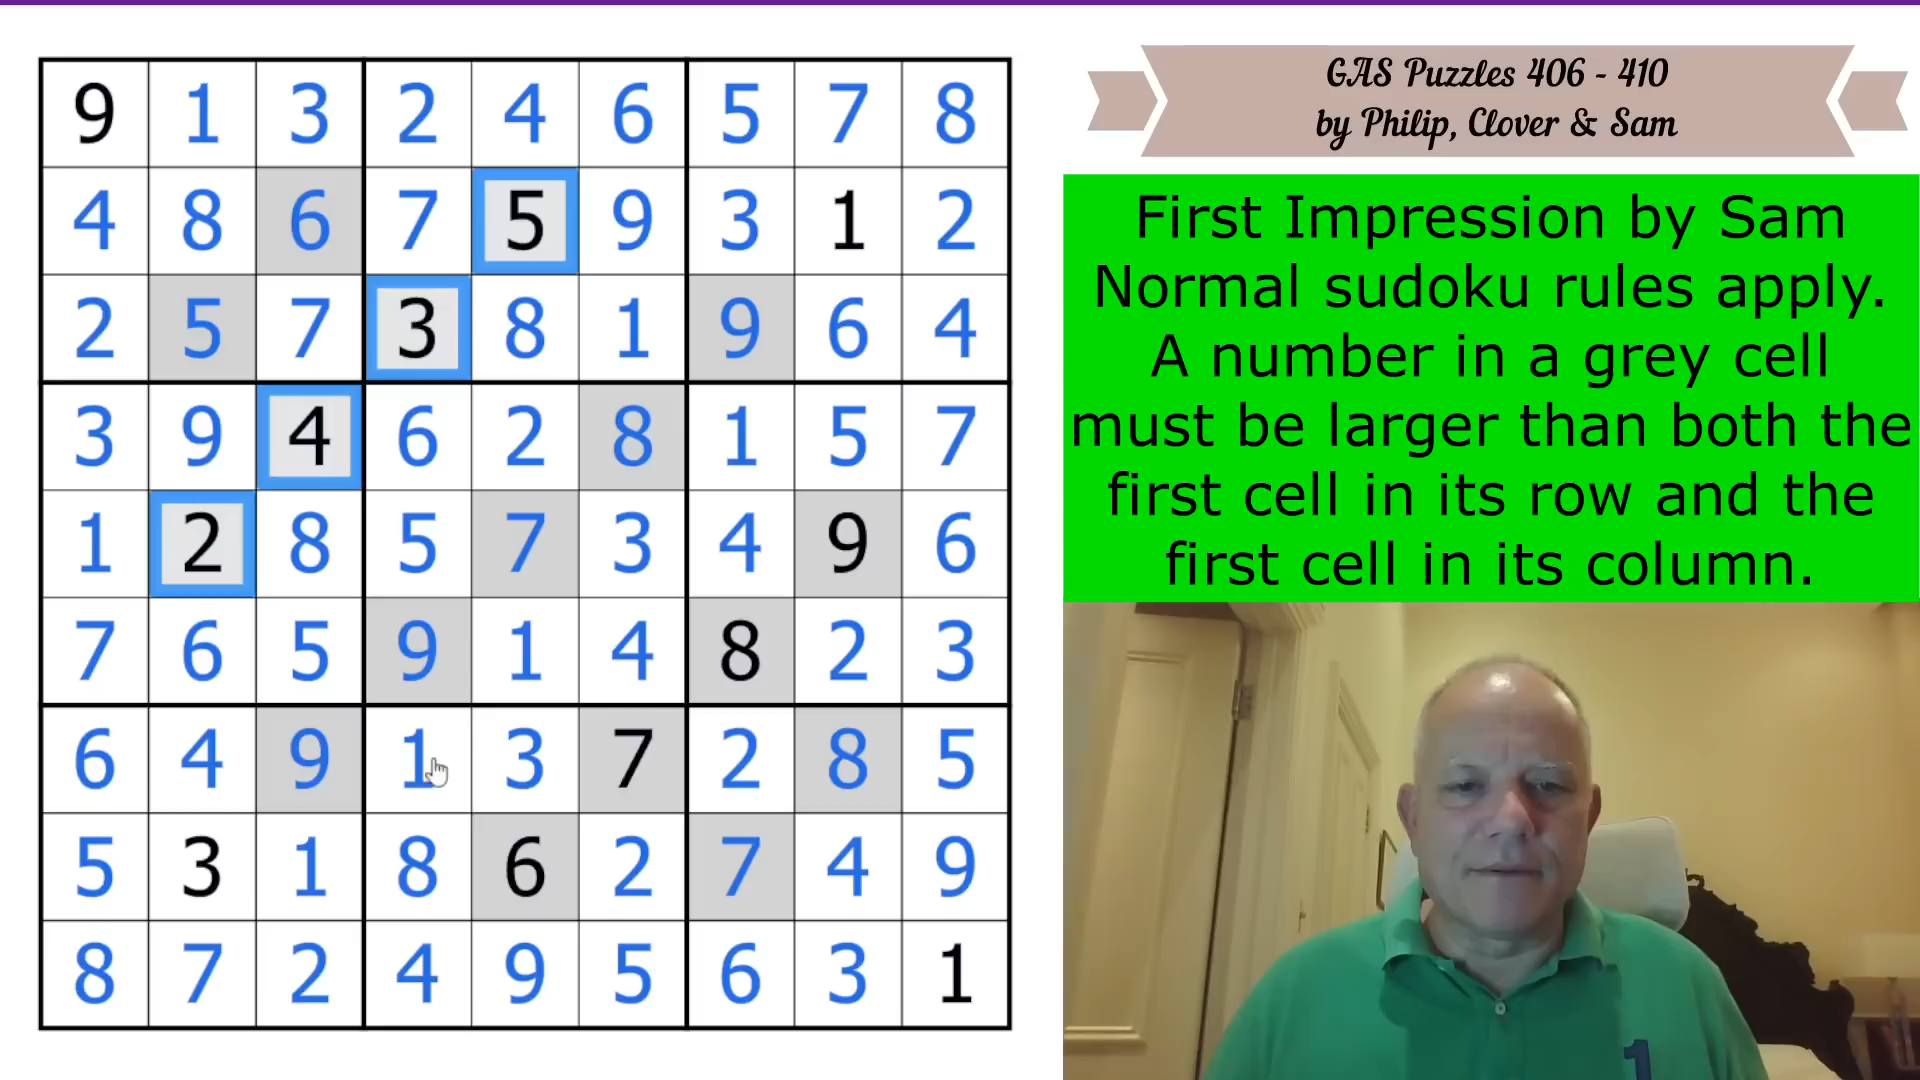 GAS Puzzles 406 - 410
by Philip, Clover & Sam
First Impression by Sam
Normal sudoku rules apply.
A number in a grey cell
must be larger than both the
first cell in its row and the
first cell in its column.
9 1 3 2 4 6 5 7 8
4 8 6 7 5 9 3 1 2
2 5 7 3 8 1 9 6 4
3 9 4 6 2 8 1 5 7
1 2 8 5 7 3 4 9 6
7 6 5 9 1 4 8 2 3
6 4 9 1 3 7 2 8 5
5 3 1 8 6 2 7 4 9
8 7 2 4 9 5 6 3 1
1